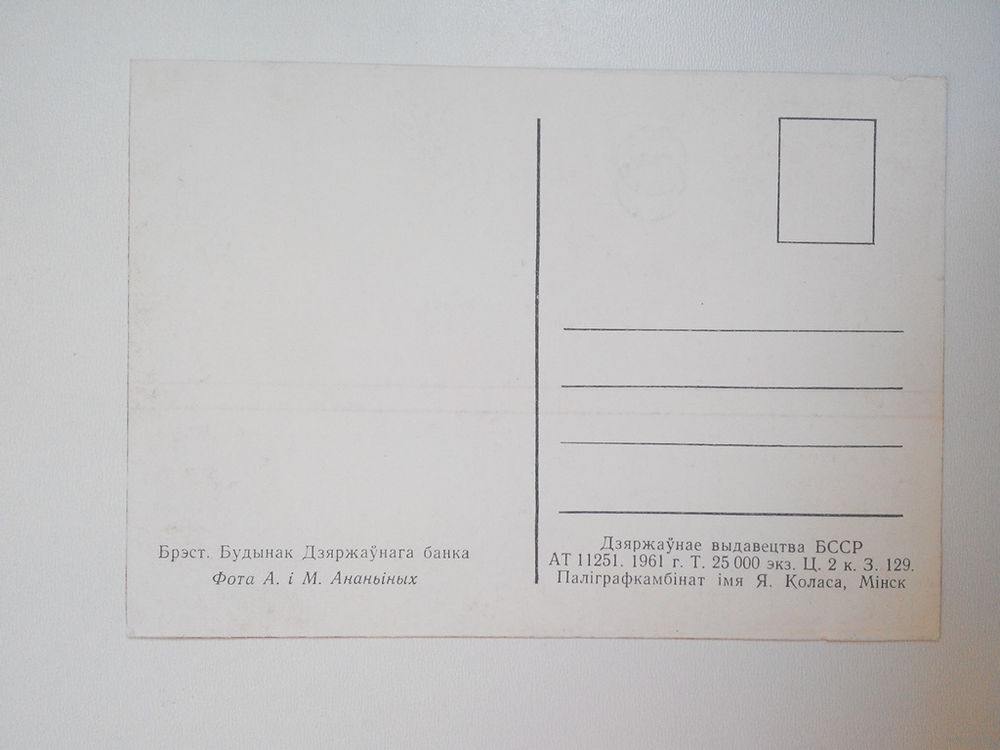 Брэст. Будынак Дзяржаўнага банка
Фота А. і М. Ананьіных
Дзяржаўнае выдавецтва БССР
АТ 11251. 1961 г. Т. 25 000 экз. Ц. 2 к. З. 129.
Паліграфкамбінат імя Я. Коласа, Мінск